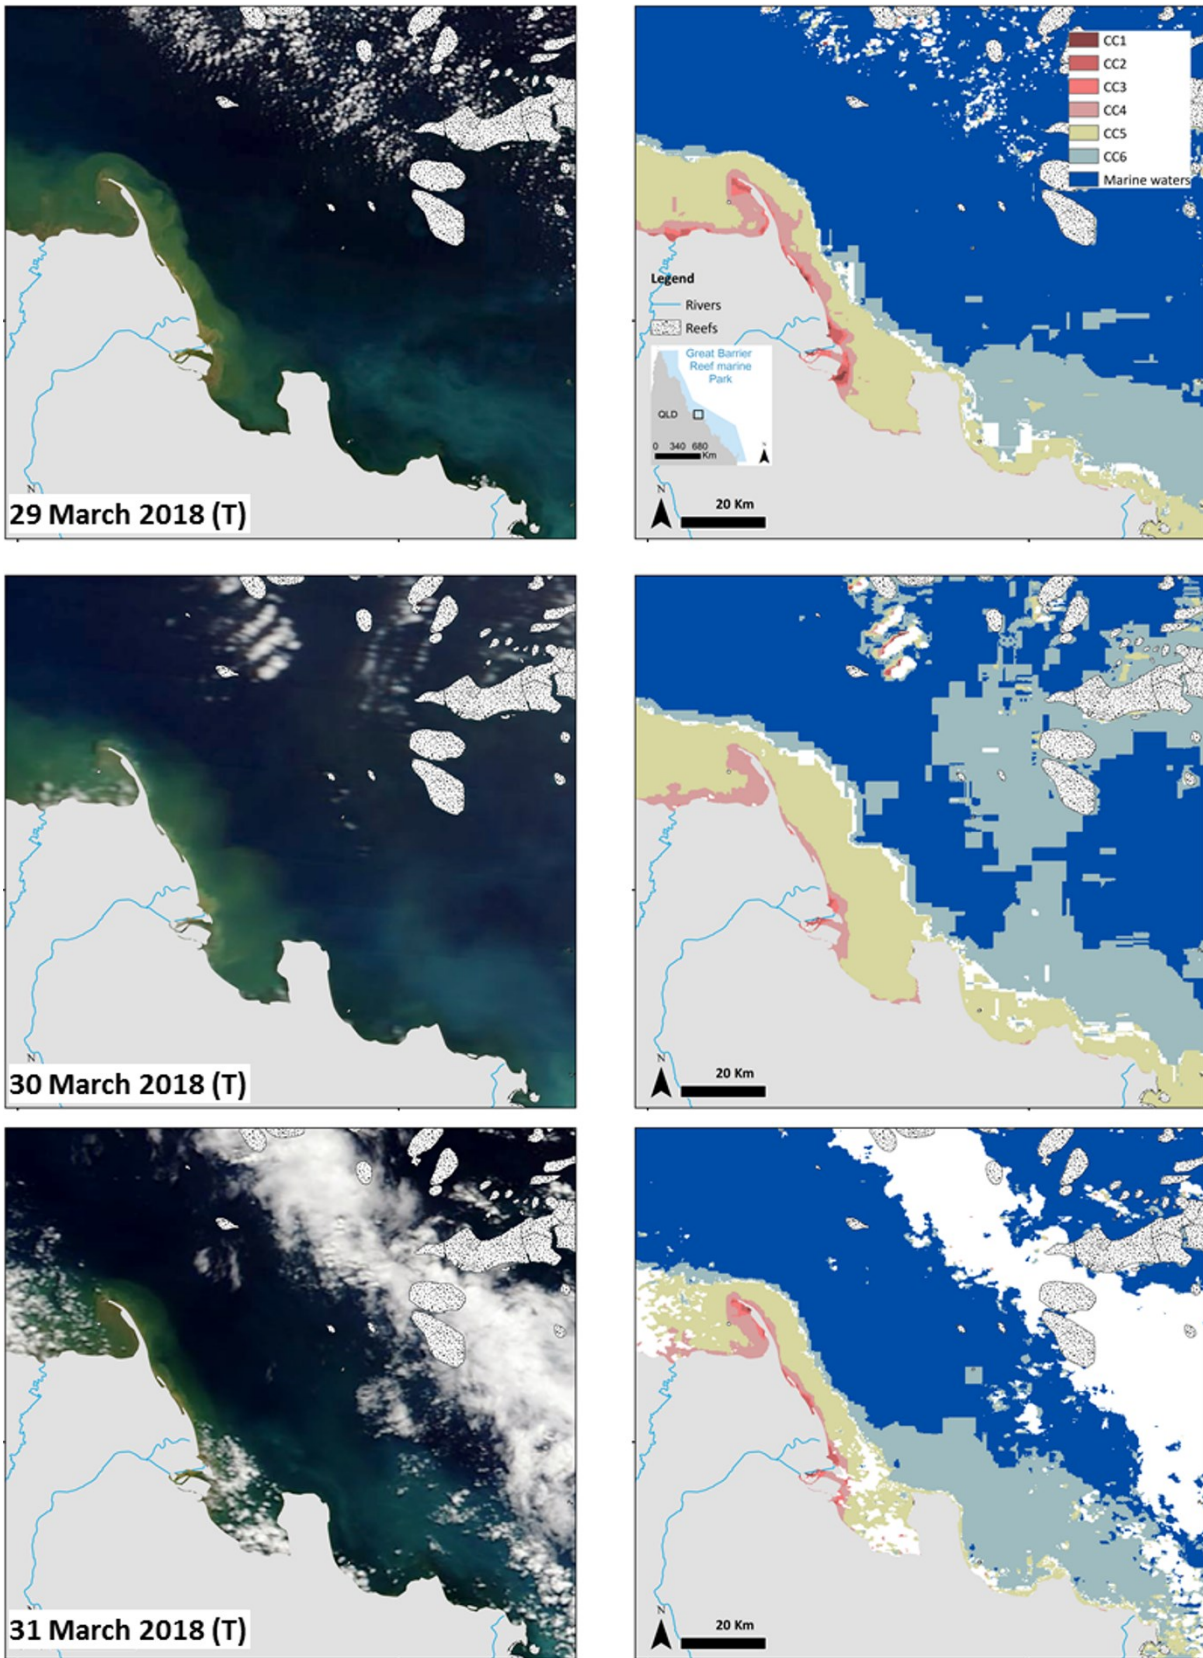 CC1
CC2
CC3
CC4
CC5
CC6
Marine waters
Legend
Rivers
Reefs
Great Barrier
Reef marine
Park
QLD
0 340 680
Km
N
N
29 March 2018 (T)
N
20 Km
N
30 March 2018 (T)
N
20 Km
N
31 March 2018 (T)
N
20 Km